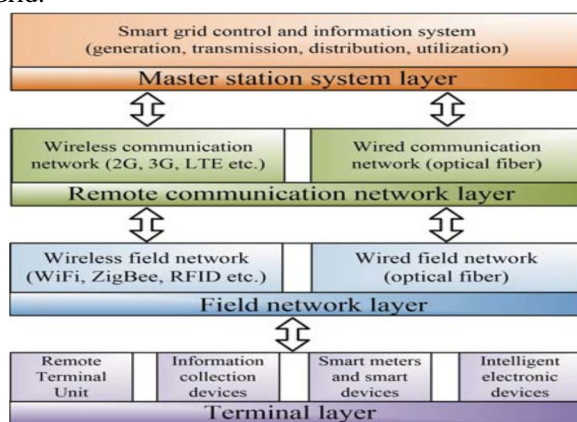 Grid.
Smart grid control and information system
(generation, transmission, distribution, utilization)
Master station system layer
Wireless communication
network (2G, 3G, LTE etc.)
Wired communication
network (optical fiber)
Remote communication network layer
Wireless field network
(WiFi, ZigBee, RFID etc.)
Wired field network
(optical fiber)
Field network layer
Remote
Terminal
Unit
Information
collection
devices
Smart meters
and smart
devices
Intelligent
electronic
devices
Terminal layer